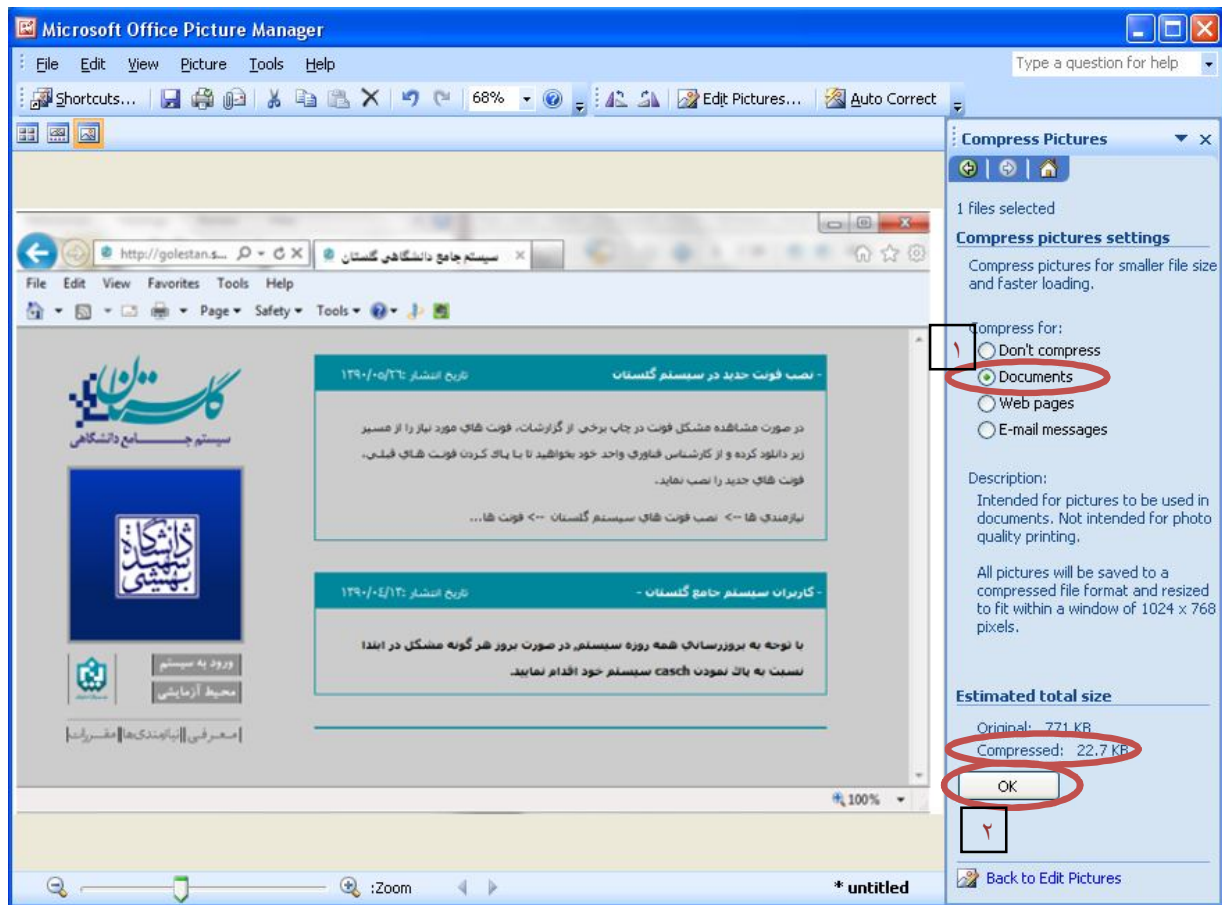 Microsoft Office Picture Manager
File Edit View Picture Tools Help
Type a question for help
Shortcuts... 68% Edit Pictures... Auto Correct
Compress Pictures
1 files selected
Compress pictures settings
Compress pictures for smaller file size
and faster loading.
Compress for:
۱
Don't compress
Documents
Web pages
E-mail messages
Description:
Intended for pictures to be used in
documents. Not intended for photo
quality printing.
All pictures will be saved to a
compressed file format and resized
to fit within a window of 1024 x 768
pixels.
Estimated total size
Original: 771 KB
Compressed: 22.7 KB
OK
۲
Back to Edit Pictures
http://golestan.s...
سیستم جامع دانشگاهی گلستان
File Edit View Favorites Tools Help
Page Safety Tools
گلستان
سیستم جـــــامع دانشگاهی
دانشگاه
شهید
بهشتی
ورود به سیستم
محیط آزمایشی
معرفی||نیازمندی‌ها||مقررات
- نصب فونت جدید در سیستم گلستان
تاریخ انتشار :۱۳۹۰/۰۵/۲۶
در صورت مشاهده مشکل فونت در چاپ برخی از گزارشات، فونت های مورد نیاز را از مسیر
زیر دانلود کرده و از کارشناس فناوری واحد خود بخواهید تا با پاک کردن فونت های قبلی،
فونت های جدید را نصب نماید.
نیازمندی ها --> نصب فونت های سیستم گلستان --> فونت ها...
- کاربران سیستم جامع گلستان -
تاریخ انتشار :۱۳۹۰/۰۴/۱۳
با توجه به بروزرسانی همه روزه سیستم, در صورت بروز هر گونه مشکل در ابتدا
نسبت به پاک نمودن casch سیستم خود اقدام نمایید.
100%
:Zoom
* untitled